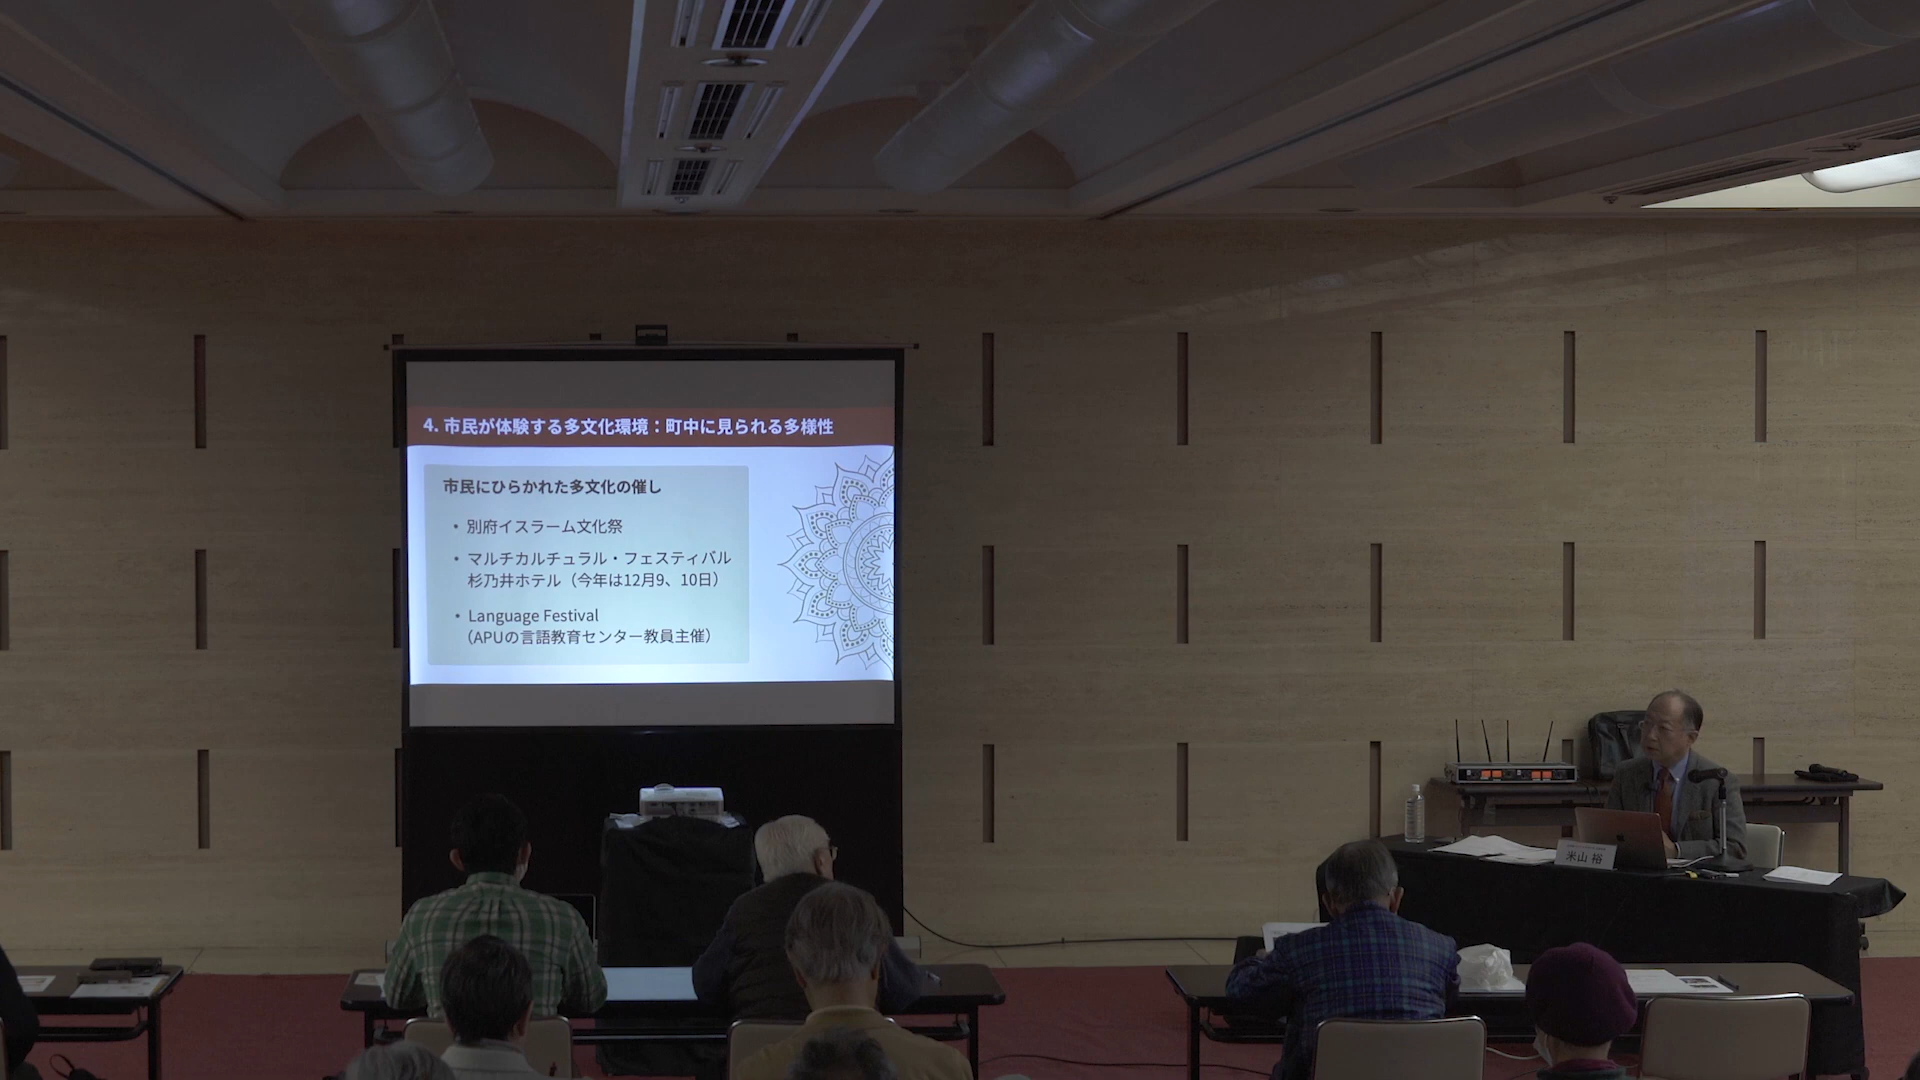 4. 市民が体験する多文化環境：町中に見られる多様性
市民にひらかれた多文化の催し
・別府イスラーム文化祭
・マルチカルチュラル・フェスティバル
杉乃井ホテル（今年は12月9、10日）
・Language Festival
（APUの言語教育センター教員主催）
米山 裕